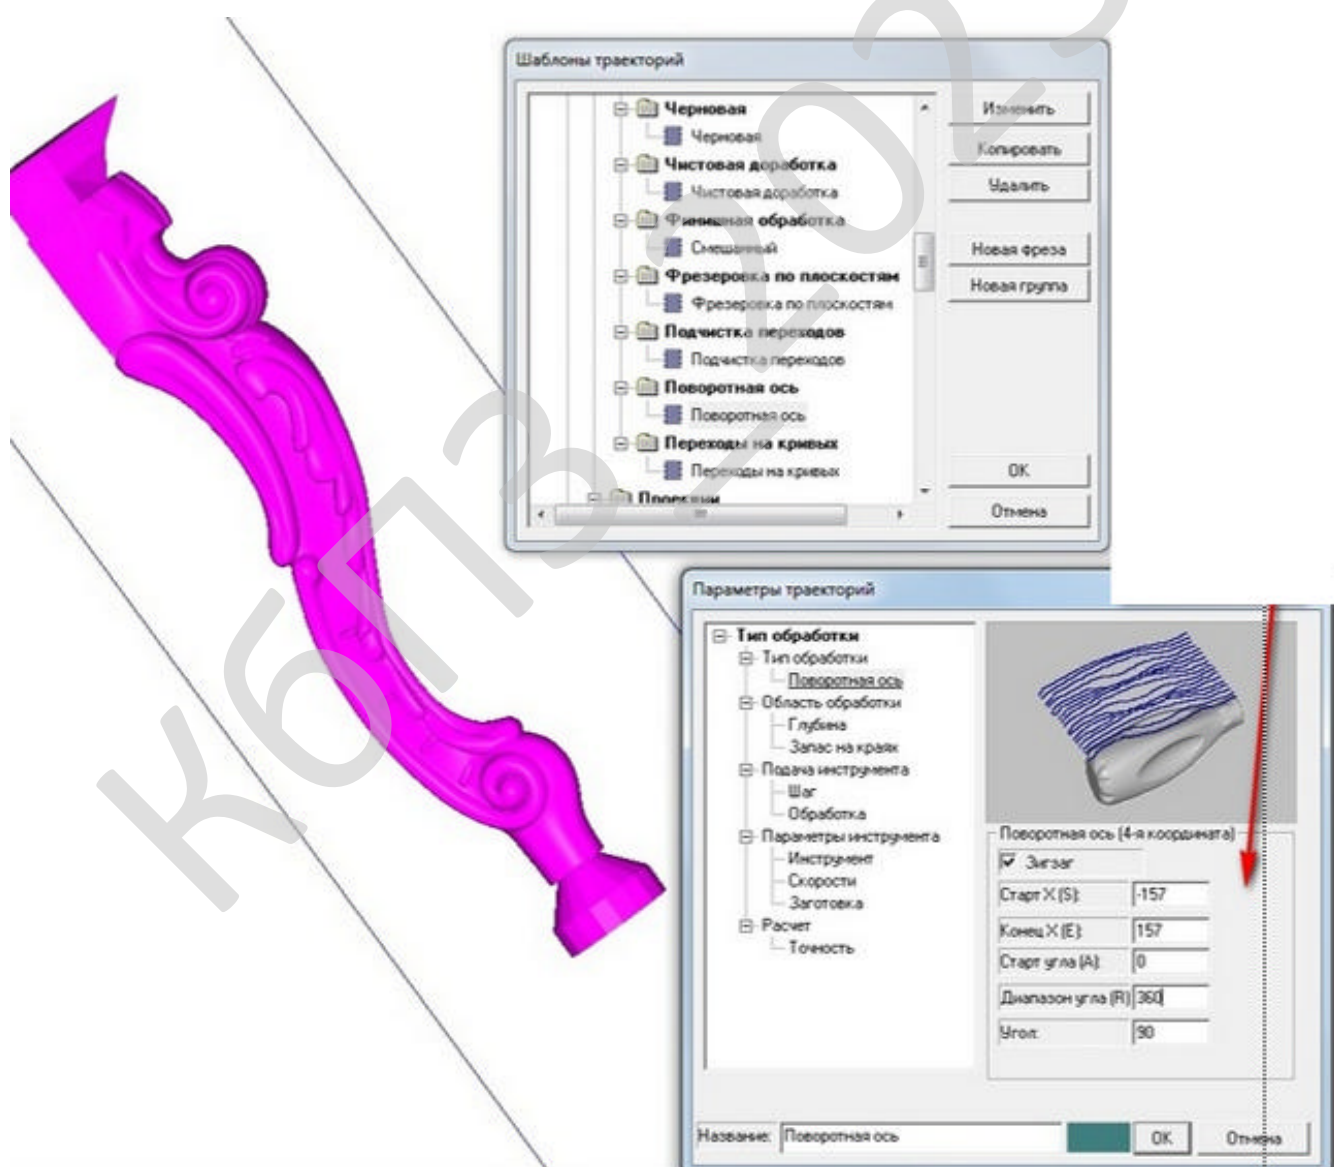 Шаблоны траекторий
Черновая
Черновая
Чистовая доработка
Чистовая доработка
Финишная обработка
Смешанный
Фрезеровка по плоскостям
Фрезеровка по плоскостям
Подчистка переходов
Подчистка переходов
Поворотная ось
Поворотная ось
Переходы на кривых
Переходы на кривых
Проекции
Изменить
Копировать
Удалить
Новая фреза
Новая группа
ОК
Отмена
Параметры траекторий
Тип обработки
Тип обработки
Поворотная ось
Область обработки
Глубина
Запас на краях
Подача инструмента
Шаг
Обработка
Параметры инструмента
Инструмент
Скорости
Заготовка
Расчет
Точность
Поворотная ось (4-я координата)
Зигзаг
Старт X (S): -157
Конец X (E): 157
Старт угла (A): 0
Диапазон угла (R) 360
Угол: 90
Название: Поворотная ось
ОК
Отмена
КбПЗ_2025